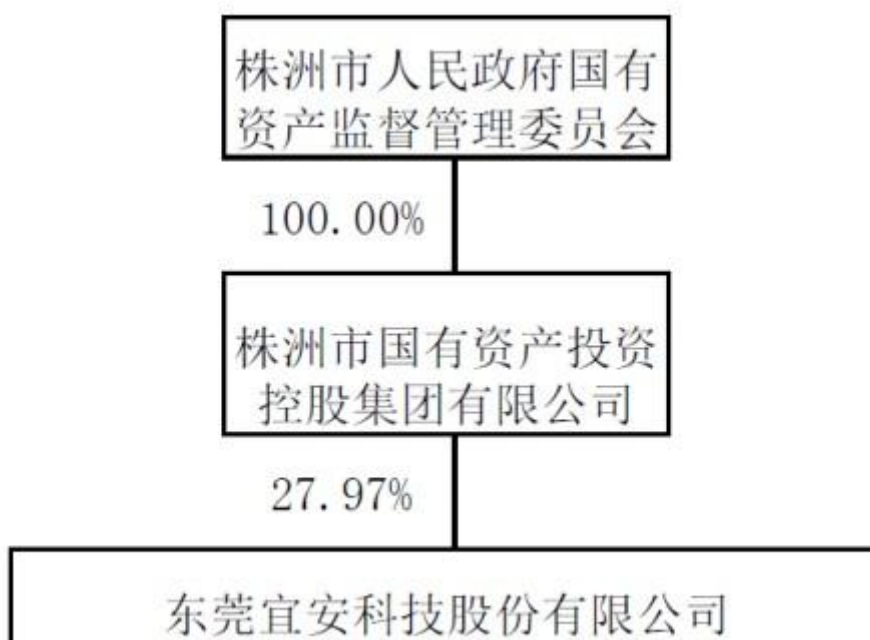 株洲市人民政府国有
资产监督管理委员会
100.00%
株洲市国有资产投资
控股集团有限公司
27.97%
东莞宜安科技股份有限公司